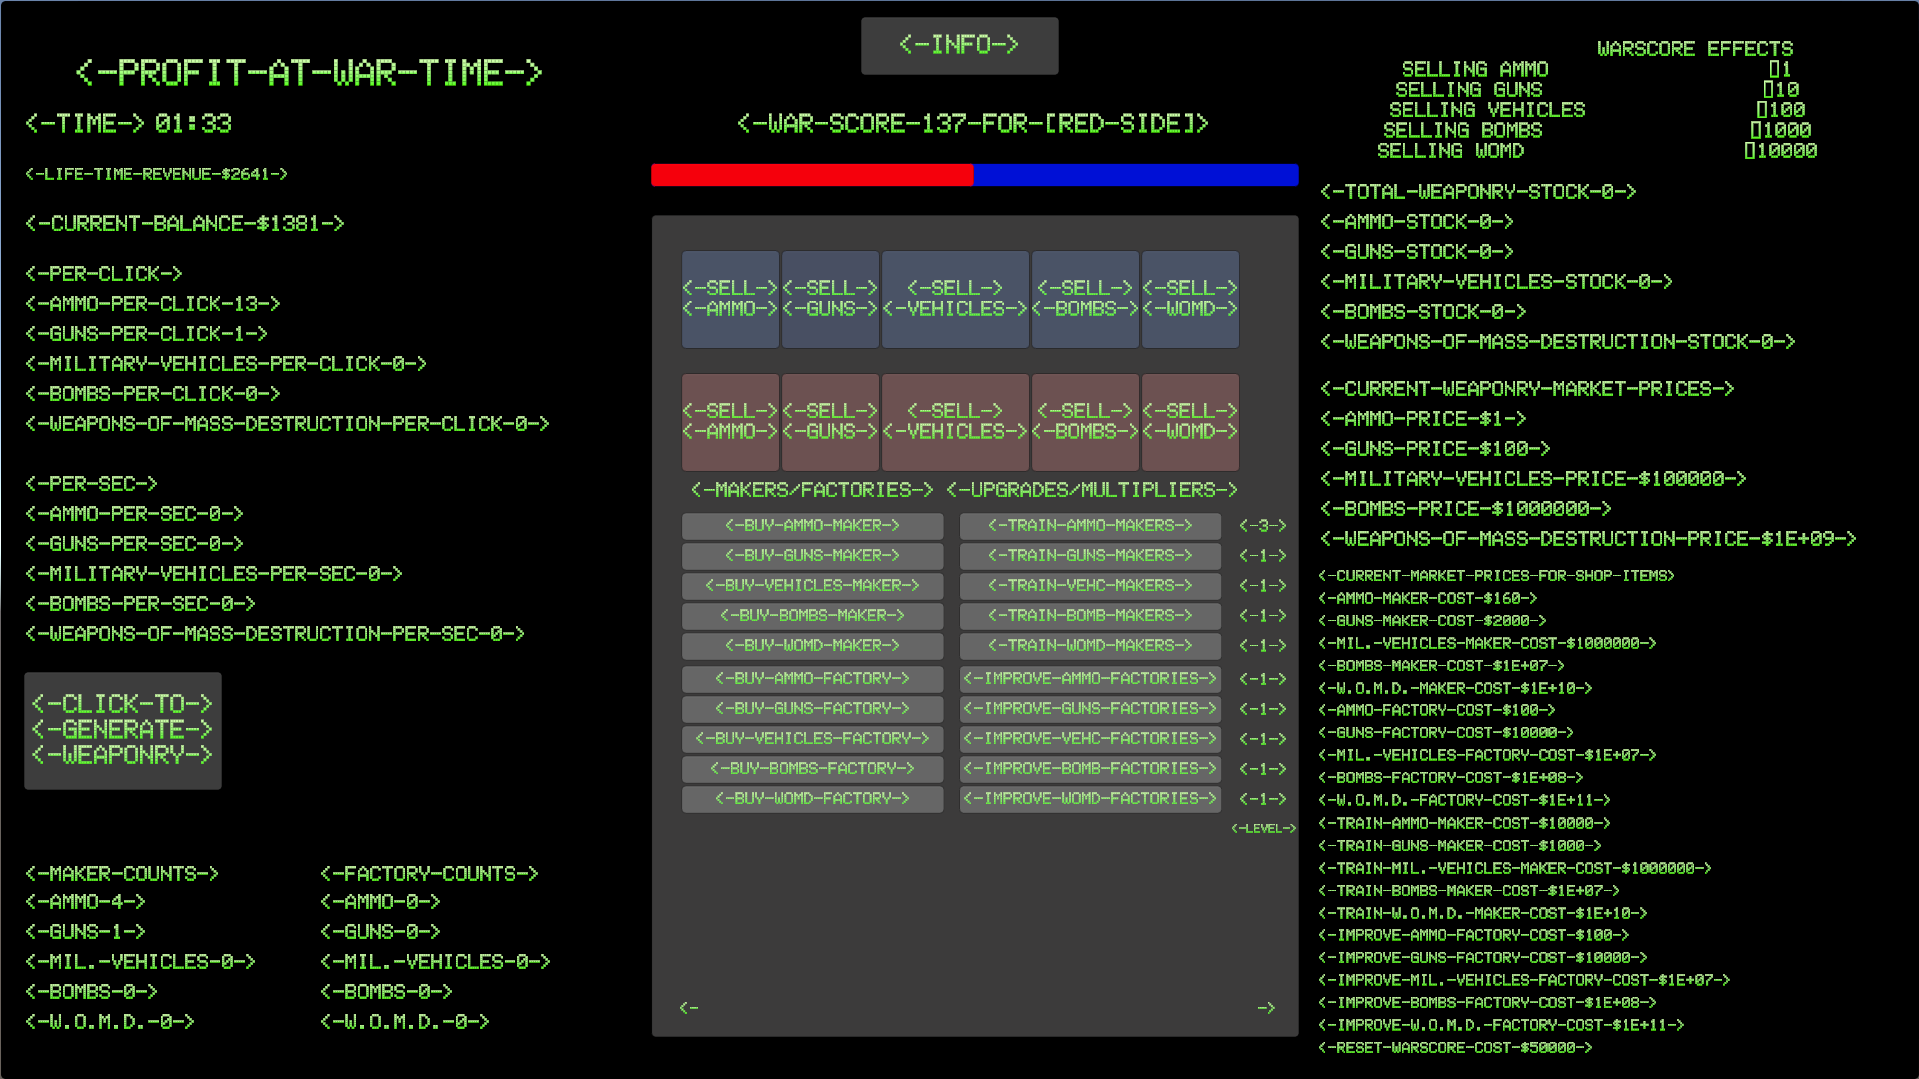 <-PROFIT-AT-WAR-TIME->
<-TIME-> 01:33
<-LIFE-TIME-REVENUE-$2641->
<-CURRENT-BALANCE-$1381->
<-PER-CLICK->
<-AMMO-PER-CLICK-13->
<-GUNS-PER-CLICK-1->
<-MILITARY-VEHICLES-PER-CLICK-0->
<-BOMBS-PER-CLICK-0->
<-WEAPONS-OF-MASS-DESTRUCTION-PER-CLICK-0->
<-PER-SEC->
<-AMMO-PER-SEC-0->
<-GUNS-PER-SEC-0->
<-MILITARY-VEHICLES-PER-SEC-0->
<-BOMBS-PER-SEC-0->
<-WEAPONS-OF-MASS-DESTRUCTION-PER-SEC-0->
<-CLICK-TO->
<-GENERATE->
<-WEAPONRY->
<-MAKER-COUNTS->
<-AMMO-4->
<-GUNS-1->
<-MIL.-VEHICLES-0->
<-BOMBS-0->
<-W.O.M.D.-0->
<-FACTORY-COUNTS->
<-AMMO-0->
<-GUNS-0->
<-MIL.-VEHICLES-0->
<-BOMBS-0->
<-W.O.M.D.-0->
<-INFO->
<-WAR-SCORE-137-FOR-[RED-SIDE]>
<-SELL-> <-SELL-> <-SELL-> <-SELL-> <-SELL->
<-AMMO-> <-GUNS-> <-VEHICLES-> <-BOMBS-> <-WOMD->
<-SELL-> <-SELL-> <-SELL-> <-SELL-> <-SELL->
<-AMMO-> <-GUNS-> <-VEHICLES-> <-BOMBS-> <-WOMD->
<-MAKERS/FACTORIES-> <-UPGRADES/MULTIPLIERS->
<-BUY-AMMO-MAKER-> <-TRAIN-AMMO-MAKERS-> <-3->
<-BUY-GUNS-MAKER-> <-TRAIN-GUNS-MAKERS-> <-1->
<-BUY-VEHICLES-MAKER-> <-TRAIN-VEHC-MAKERS-> <-1->
<-BUY-BOMBS-MAKER-> <-TRAIN-BOMB-MAKERS-> <-1->
<-BUY-WOMD-MAKER-> <-TRAIN-WOMD-MAKERS-> <-1->
<-BUY-AMMO-FACTORY-> <-IMPROVE-AMMO-FACTORIES-> <-1->
<-BUY-GUNS-FACTORY-> <-IMPROVE-GUNS-FACTORIES-> <-1->
<-BUY-VEHICLES-FACTORY-> <-IMPROVE-VEHC-FACTORIES-> <-1->
<-BUY-BOMBS-FACTORY-> <-IMPROVE-BOMB-FACTORIES-> <-1->
<-BUY-WOMD-FACTORY-> <-IMPROVE-WOMD-FACTORIES-> <-1->
<-LEVEL->
<- ->
WARSCORE EFFECTS
SELLING AMMO ▯1
SELLING GUNS ▯10
SELLING VEHICLES ▯100
SELLING BOMBS ▯1000
SELLING WOMD ▯10000
<-TOTAL-WEAPONRY-STOCK-0->
<-AMMO-STOCK-0->
<-GUNS-STOCK-0->
<-MILITARY-VEHICLES-STOCK-0->
<-BOMBS-STOCK-0->
<-WEAPONS-OF-MASS-DESTRUCTION-STOCK-0->
<-CURRENT-WEAPONRY-MARKET-PRICES->
<-AMMO-PRICE-$1->
<-GUNS-PRICE-$100->
<-MILITARY-VEHICLES-PRICE-$100000->
<-BOMBS-PRICE-$1000000->
<-WEAPONS-OF-MASS-DESTRUCTION-PRICE-$1E+09->
<-CURRENT-MARKET-PRICES-FOR-SHOP-ITEMS>
<-AMMO-MAKER-COST-$160->
<-GUNS-MAKER-COST-$2000->
<-MIL.-VEHICLES-MAKER-COST-$1000000->
<-BOMBS-MAKER-COST-$1E+07->
<-W.O.M.D.-MAKER-COST-$1E+10->
<-AMMO-FACTORY-COST-$100->
<-GUNS-FACTORY-COST-$10000->
<-MIL.-VEHICLES-FACTORY-COST-$1E+07->
<-BOMBS-FACTORY-COST-$1E+08->
<-W.O.M.D.-FACTORY-COST-$1E+11->
<-TRAIN-AMMO-MAKER-COST-$10000->
<-TRAIN-GUNS-MAKER-COST-$1000->
<-TRAIN-MIL.-VEHICLES-MAKER-COST-$1000000->
<-TRAIN-BOMBS-MAKER-COST-$1E+07->
<-TRAIN-W.O.M.D.-MAKER-COST-$1E+10->
<-IMPROVE-AMMO-FACTORY-COST-$100->
<-IMPROVE-GUNS-FACTORY-COST-$10000->
<-IMPROVE-MIL.-VEHICLES-FACTORY-COST-$1E+07->
<-IMPROVE-BOMBS-FACTORY-COST-$1E+08->
<-IMPROVE-W.O.M.D.-FACTORY-COST-$1E+11->
<-RESET-WARSCORE-COST-$50000->